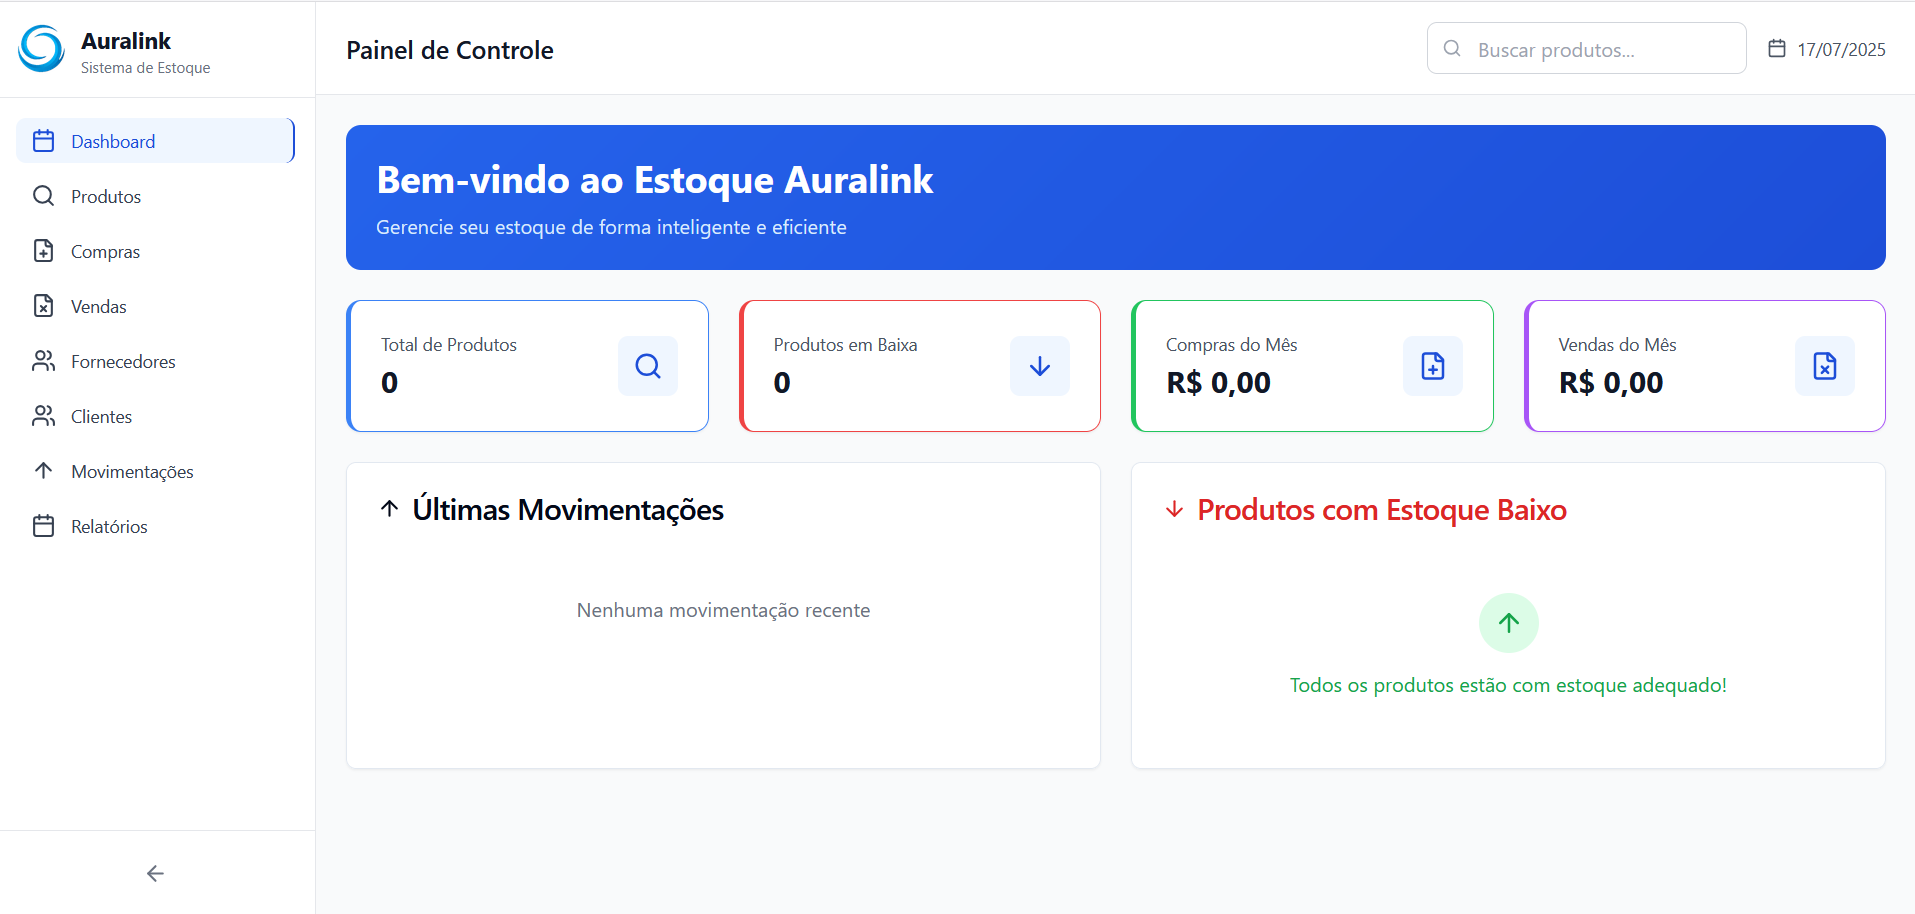 Auralink
Sistema de Estoque
Dashboard
Produtos
Compras
Vendas
Fornecedores
Clientes
Movimentações
Relatórios
Painel de Controle
Buscar produtos...
17/07/2025
Bem-vindo ao Estoque Auralink
Gerencie seu estoque de forma inteligente e eficiente
Total de Produtos
0
Produtos em Baixa
0
Compras do Mês
R$ 0,00
Vendas do Mês
R$ 0,00
Últimas Movimentações
Nenhuma movimentação recente
Produtos com Estoque Baixo
Todos os produtos estão com estoque adequado!